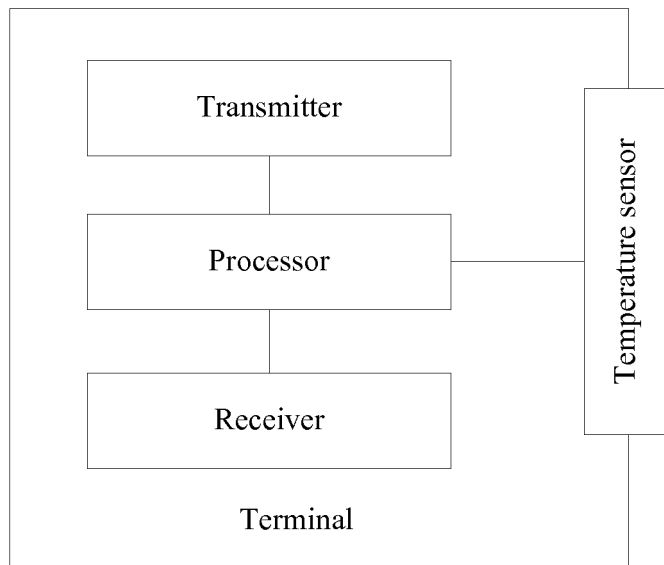 Transmitter
Processor
Receiver
Temperature sensor
Terminal